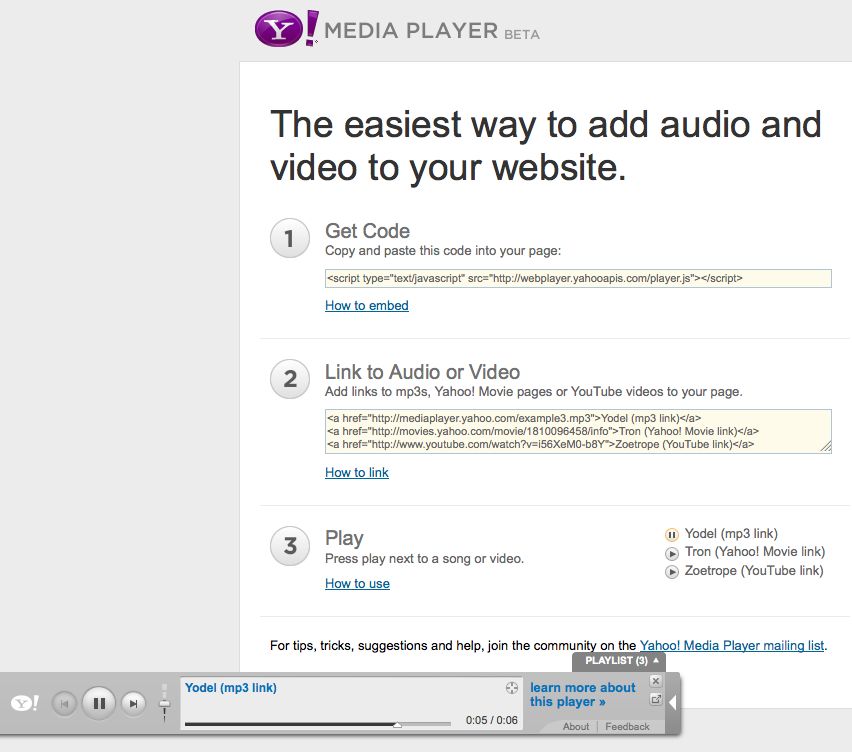 Y! MEDIA PLAYER BETA
The easiest way to add audio and
video to your website.
1 Get Code
Copy and paste this code into your page:
<script type="text/javascript" src="http://webplayer.yahooapis.com/player.js"></script>
How to embed
2 Link to Audio or Video
Add links to mp3s, Yahoo! Movie pages or YouTube videos to your page.
<a href="http://mediaplayer.yahoo.com/example3.mp3">Yodel (mp3 link)</a>
<a href="http://movies.yahoo.com/movie/1810096458/info">Tron (Yahoo! Movie link)</a>
<a href="http://www.youtube.com/watch?v=i56XeM0-b8Y">Zoetrope (YouTube link)</a>
How to link
3 Play
Press play next to a song or video.
How to use
Yodel (mp3 link)
Tron (Yahoo! Movie link)
Zoetrope (YouTube link)
For tips, tricks, suggestions and help, join the community on the Yahoo! Media Player mailing list.
PLAYLIST (3)
Y!
Yodel (mp3 link)
0:05 / 0:06
learn more about
this player »
About | Feedback